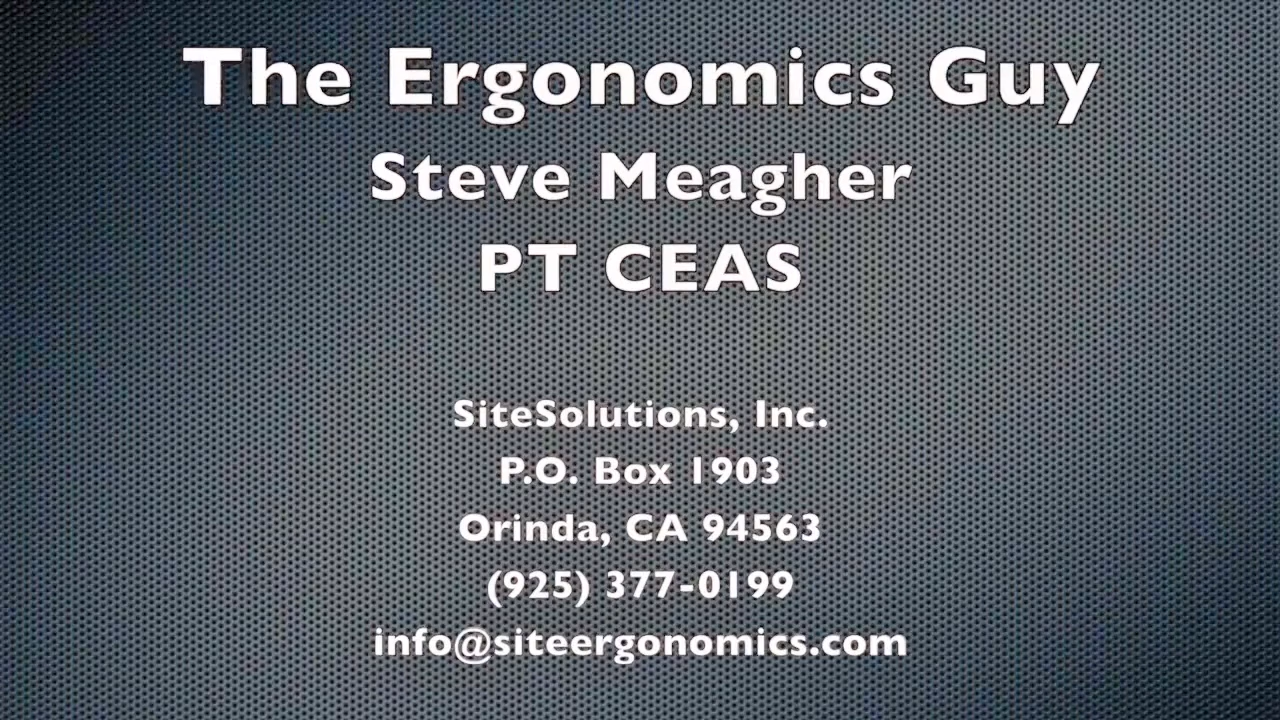 The Ergonomics Guy
Steve Meagher
PT CEAS
SiteSolutions, Inc.
P.O. Box 1903
Orinda, CA 94563
(925) 377-0199
info@siteergonomics.com